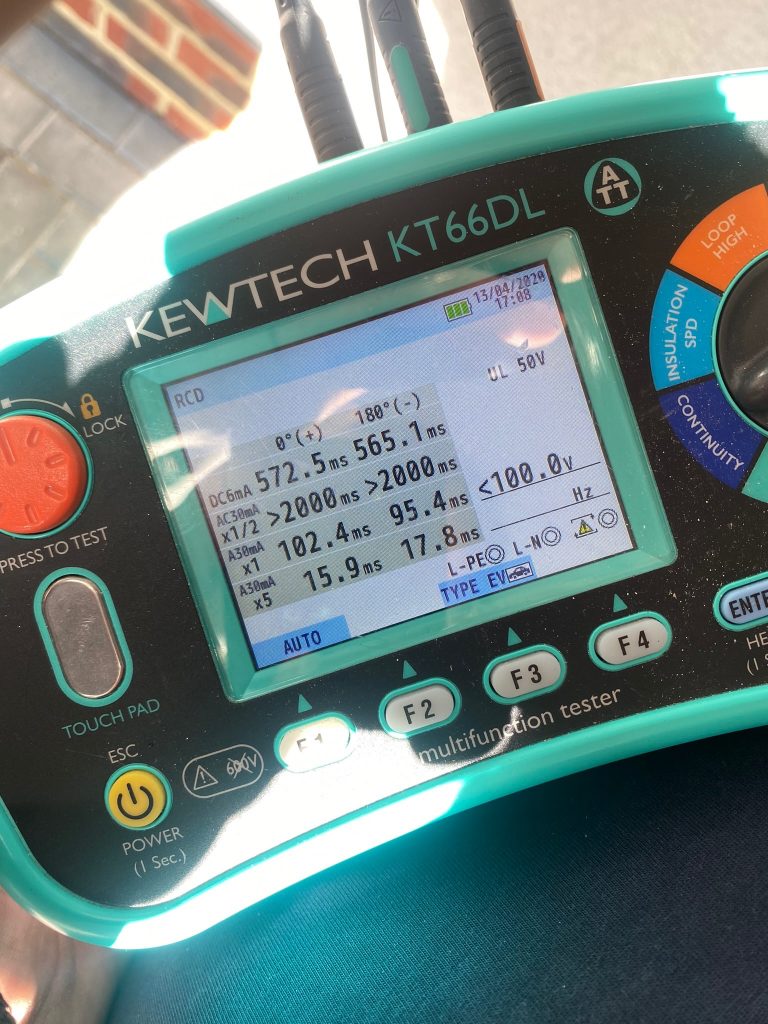 ATT
KEWTECH KT66DL
LOOP HIGH
INSULATION SPD
CONTINUITY
LOCK
PRESS TO TEST
13/04/2020
17:08
RCD
UL 50V
0°(+) 180°(-)
DC6mA 572.5ms 565.1ms
AC30mA x1/2 >2000ms >2000ms
A30mA x1 102.4ms 95.4ms
A30mA x5 15.9ms 17.8ms
<100.0V
Hz
L-PE L-N
TYPE EV
AUTO
TOUCH PAD
F1 F2 F3 F4
multifunction tester
ESC
POWER
(1 Sec.)